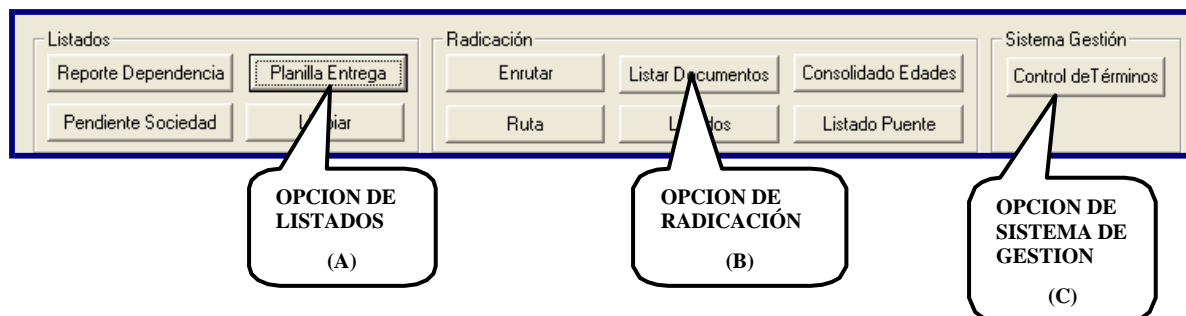 Listados
Radicación
Sistema Gestión
Reporte Dependencia
Planilla Entrega
Enrutar
Listar Documentos
Consolidado Edades
Control deTérminos
Pendiente Sociedad
Ruta
Listado Puente
OPCION DE
LISTADOS
(A)
OPCION DE
RADICACIÓN
(B)
OPCION DE
SISTEMA DE
GESTION
(C)